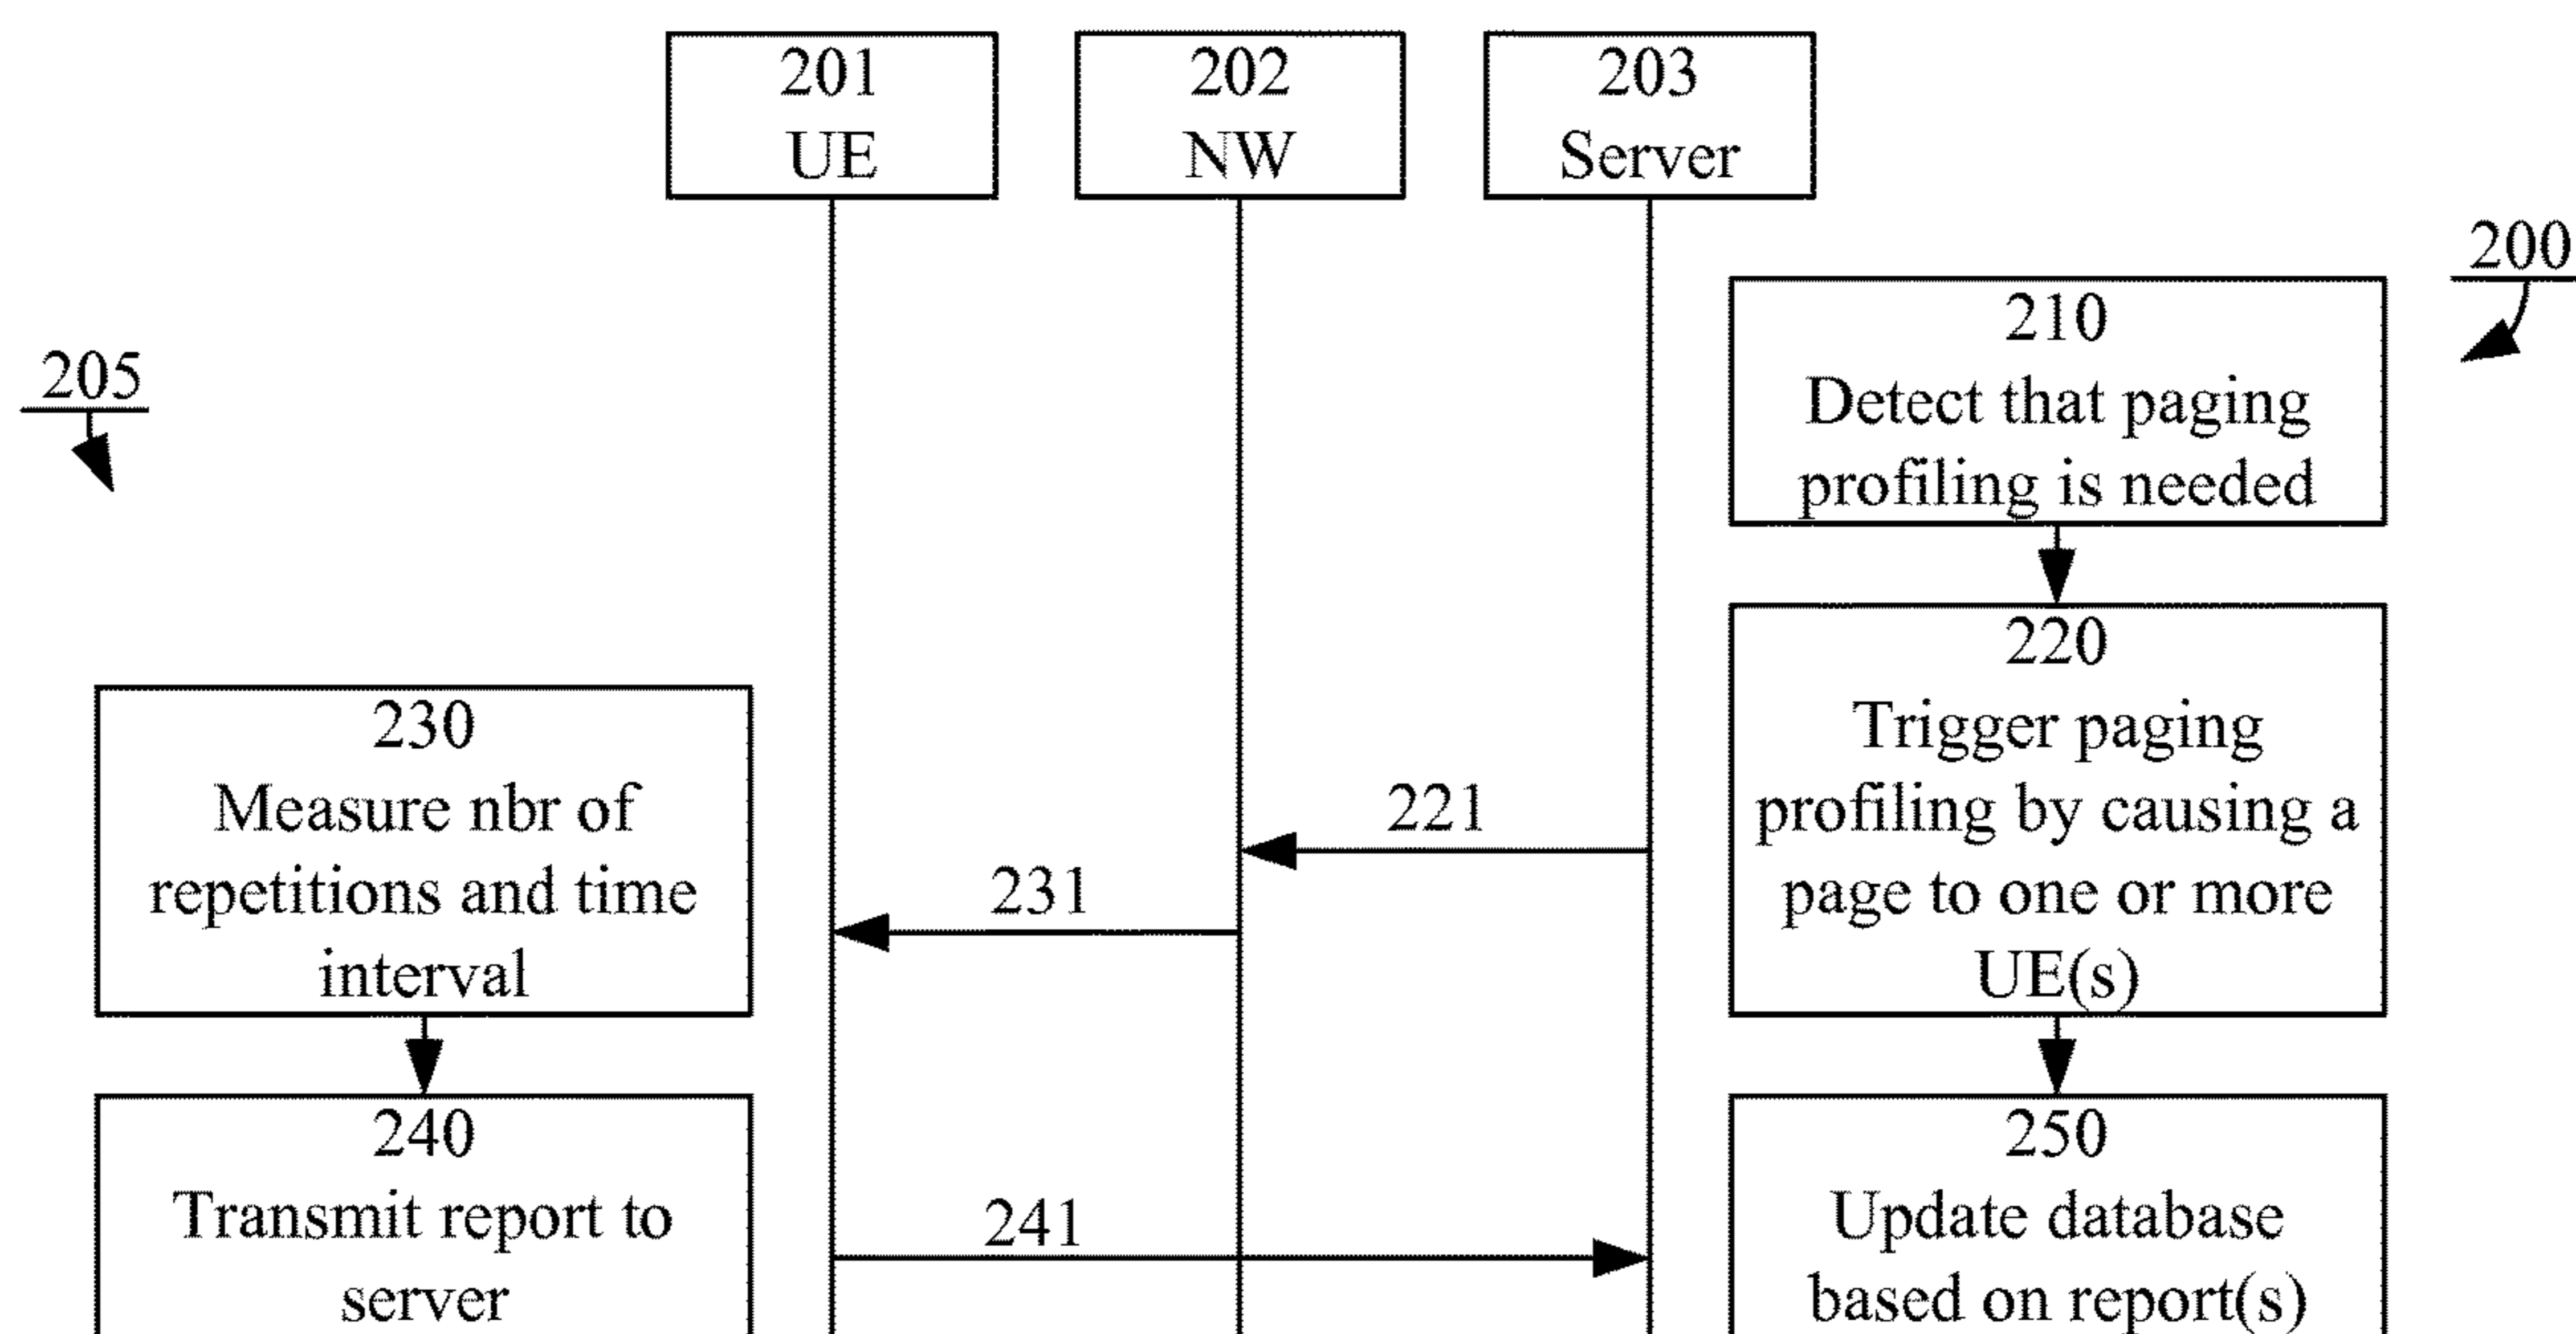 201
UE
202
NW
203
Server
200
210
Detect that paging
profiling is needed
205
220
Trigger paging
profiling by causing a
page to one or more
UE(s)
230
Measure nbr of
repetitions and time
interval
221
231
240
Transmit report to
server
241
250
Update database
based on report(s)